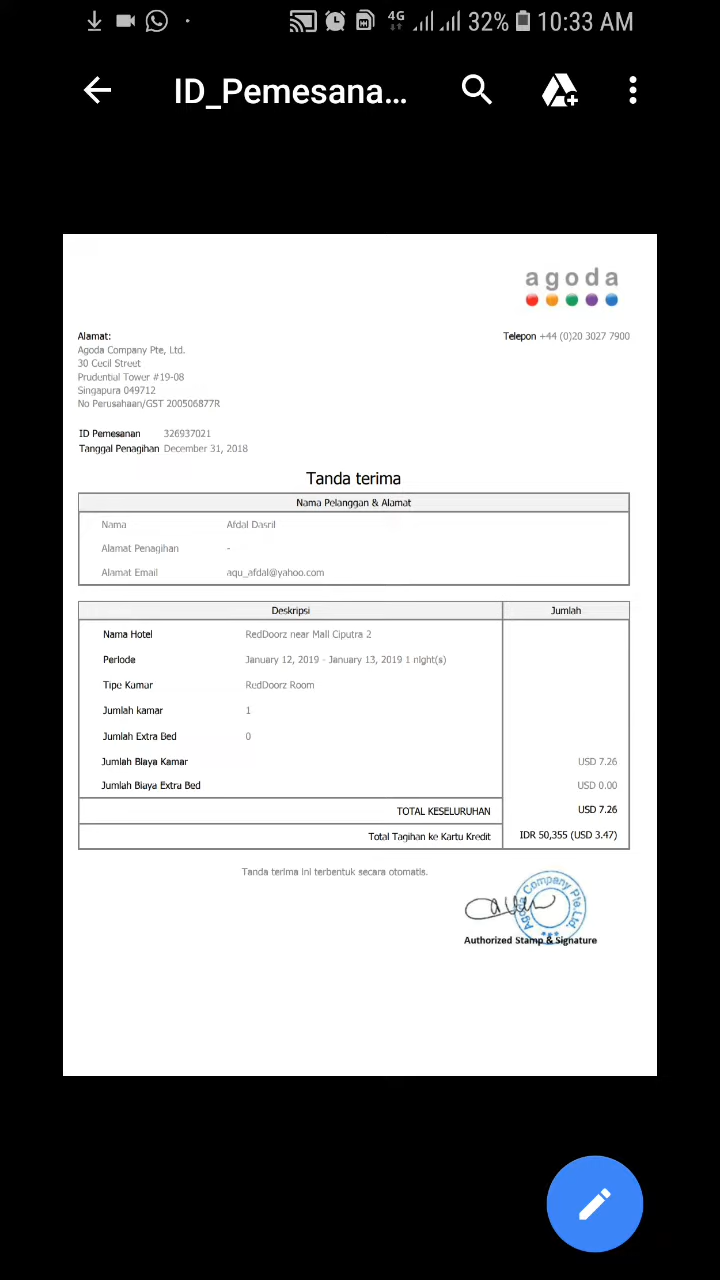 4G 32% 10:33 AM
ID_Pemesana...
agoda
Alamat:
Telepon +44 (0)20 3027 7900
Agoda Company Pte, Ltd.
30 Cecil Street
Prudential Tower #19-08
Singapura 049712
No Perusahaan/GST 200506877R
ID Pemesanan 326937021
Tanggal Penagihan December 31, 2018
Tanda terima
Nama Pelanggan & Alamat
Nama Afdal Dasril
Alamat Penagihan -
Alamat Email aqu_afdal@yahoo.com
Deskripsi Jumlah
Nama Hotel RedDoorz near Mall Ciputra 2
Periode January 12, 2019 - January 13, 2019 1 night(s)
Tipe Kamar RedDoorz Room
Jumlah kamar 1
Jumlah Extra Bed 0
Jumlah Biaya Kamar USD 7.26
Jumlah Biaya Extra Bed USD 0.00
TOTAL KESELURUHAN USD 7.26
Total Tagihan ke Kartu Kredit IDR 50,355 (USD 3.47)
Tanda terima ini terbentuk secara otomatis.
Agoda Company Pte.Ltd.
Authorized Stamp & Signature